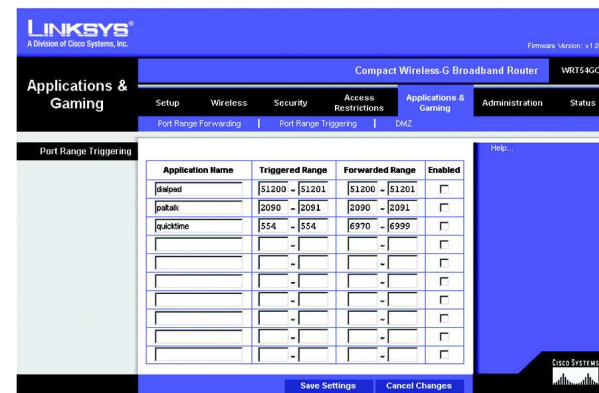 LINKSYS®
A Division of Cisco Systems, Inc.
Firmware Version: v1.0
Compact Wireless-G Broadband Router WRT54GC
Applications & Gaming
Setup Wireless Security Access Restrictions Applications & Gaming Administration Status
Port Range Forwarding | Port Range Triggering | DMZ
Port Range Triggering
Help...
Application Name Triggered Range Forwarded Range Enabled
dialpad 51200 ~ 51201 51200 ~ 51201
paltalk 2090 ~ 2091 2090 ~ 2091
quicktime 554 ~ 554 6970 ~ 6999
~ ~
~ ~
~ ~
~ ~
~ ~
~ ~
~ ~
Save Settings Cancel Changes
CISCO SYSTEMS